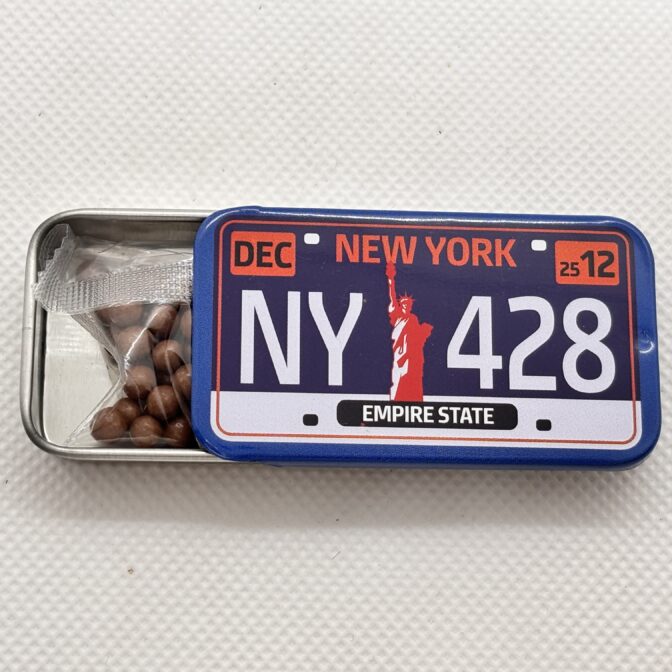 DEC NEW YORK 25 12
NY 428
EMPIRE STATE